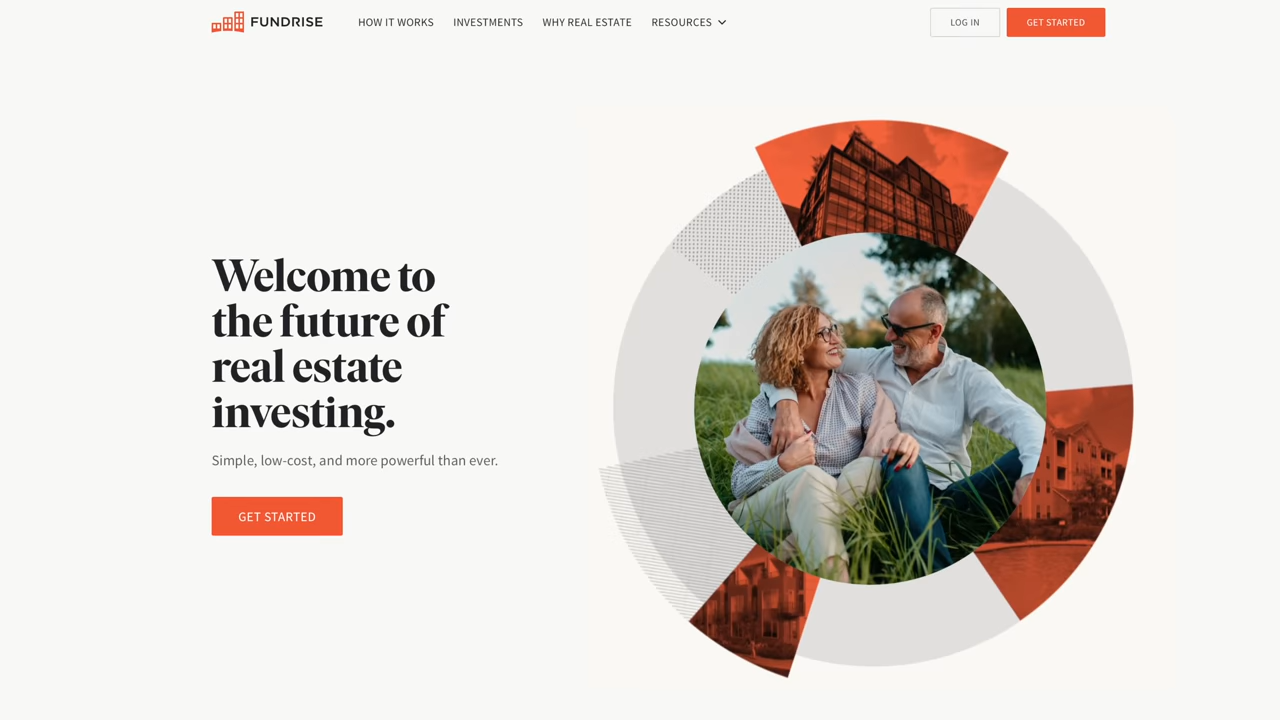 FUNDRISE
HOW IT WORKS
INVESTMENTS
WHY REAL ESTATE
RESOURCES
LOG IN
GET STARTED
Welcome to
the future of
real estate
investing.
Simple, low-cost, and more powerful than ever.
GET STARTED